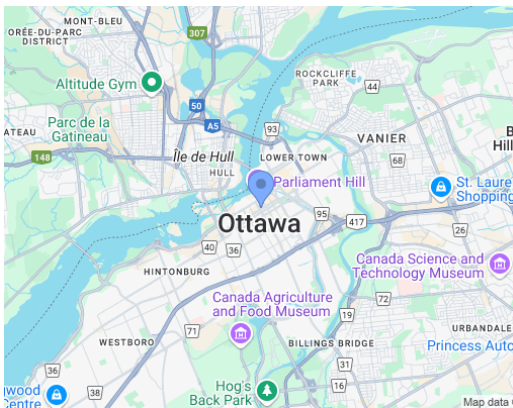 MONT-BLEU
ORÉE-DU-PARC
DISTRICT
307
ROCKCLIFFE
PARK
Altitude Gym
44
50
A5
93
Parc de la
Gatineau
VANIER
ATEAU
Hill
148
Île de Hull
LOWER TOWN
68
HULL
Parliament Hill
St. Laure
Shopping
Ottawa
95
417
26
40
36
HINTONBURG
Canada Science and
Technology Museum
Canada Agriculture
and Food Museum
72
19
71
URBANDALE
WESTBORO
BILLINGS BRIDGE
Princess Auto
31
36
38
Hog's
Back Park
16
wood
Centre
Map data